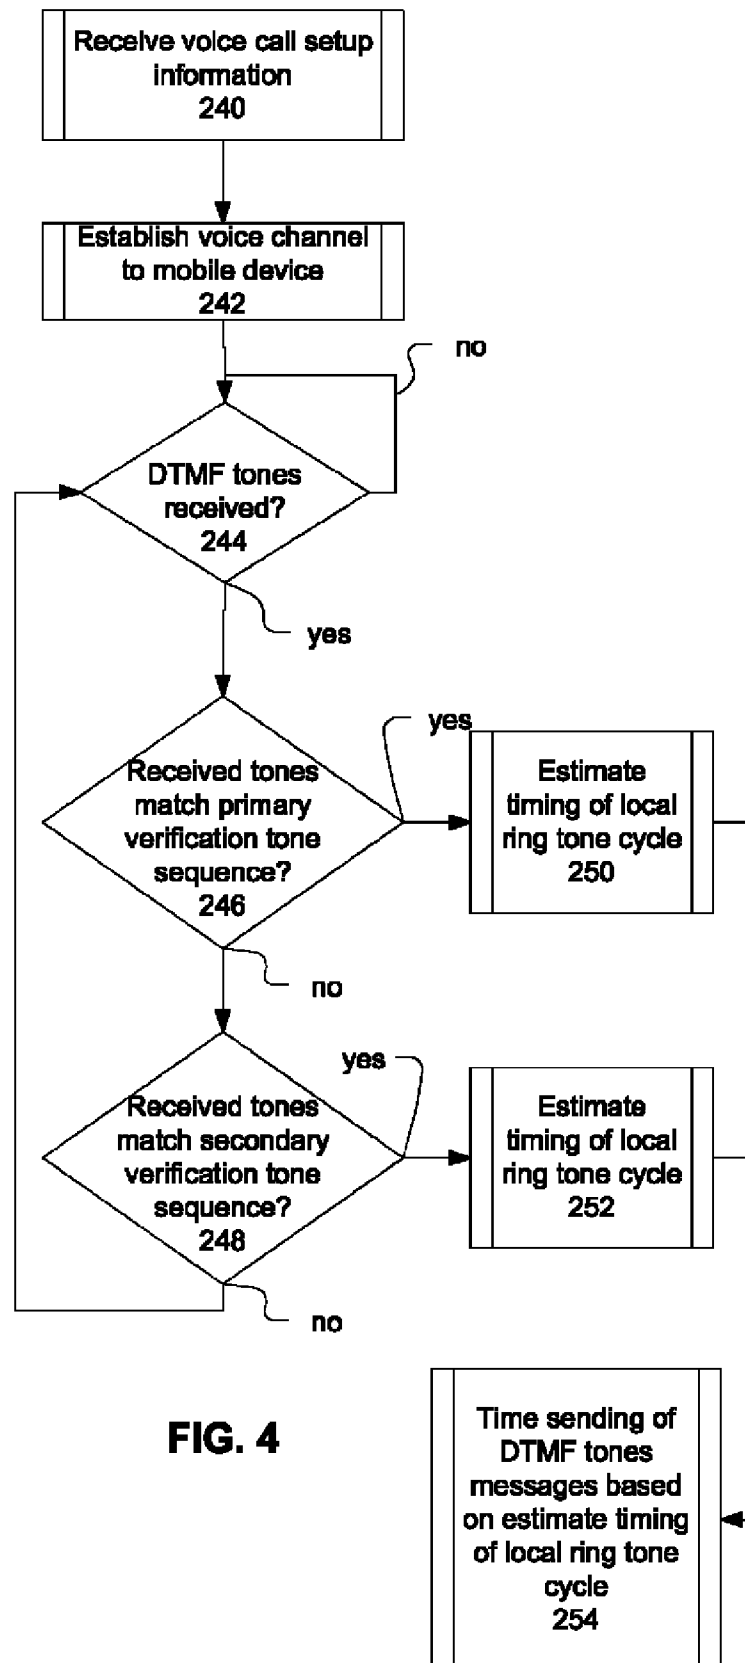 Receive voice call setup
information
240
Establish voice channel
to mobile device
242
no
DTMF tones
received?
244
yes
yes
Received tones
match primary
verification tone
sequence?
246
Estimate
timing of local
ring tone cycle
250
no
yes
Received tones
match secondary
verification tone
sequence?
248
Estimate
timing of local
ring tone cycle
252
no
FIG. 4
Time sending of
DTMF tones
messages based
on estimate timing
of local ring tone
cycle
254